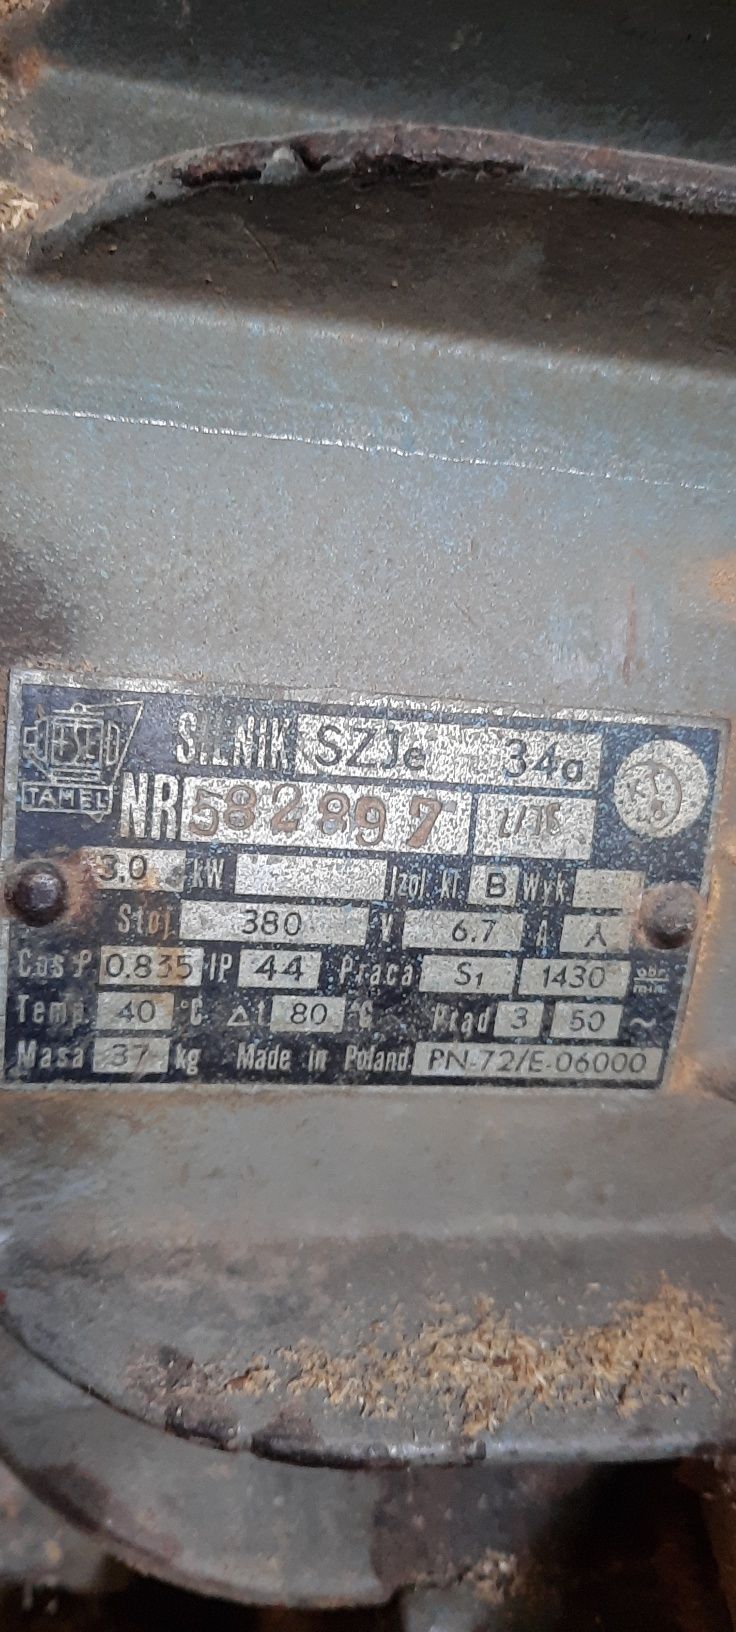 TAMEL
SILNIK SZJe 34a
NR 582897
3,0 kW Izol. kl. B Wyk
Stoj. 380 V 6.7 A
Cos φ 0.835 IP 44 Praca S1 1430 obr/min
Temp. 40 °C Δt 80 °C Prąd 3 50 ~
Masa 37 kg Made in Poland PN-72/E-06000